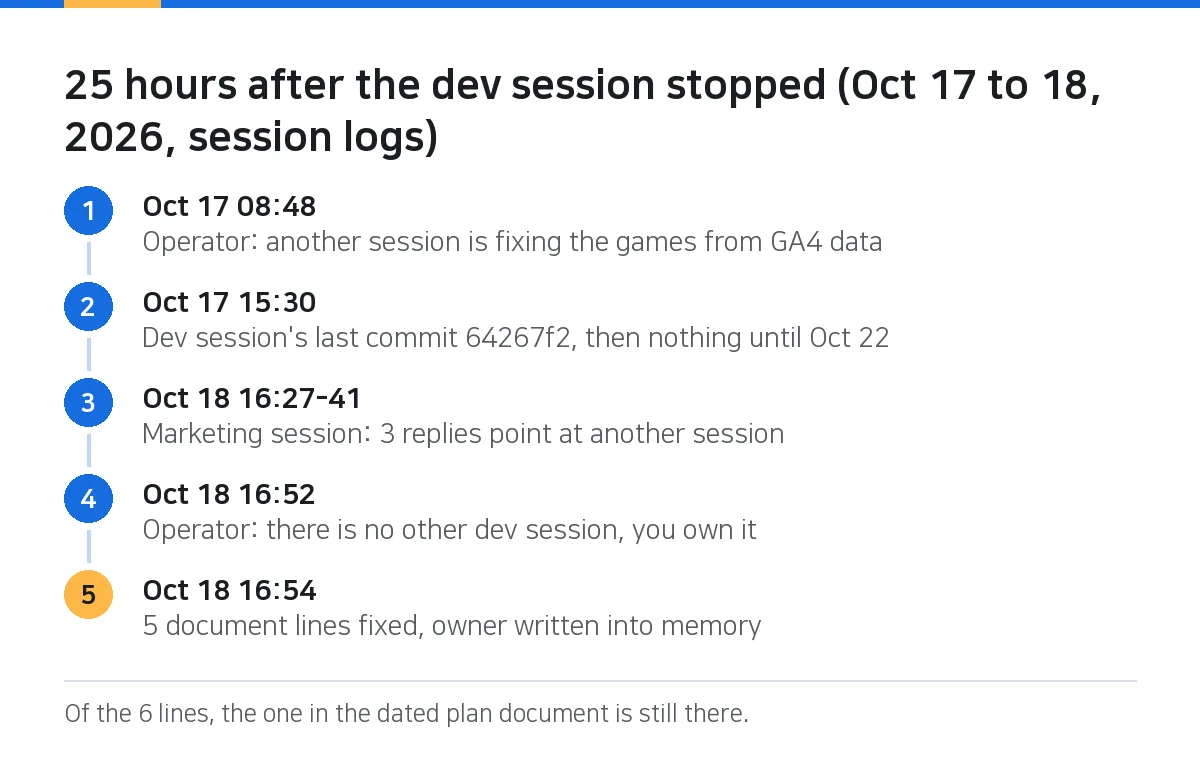 25 hours after the dev session stopped (Oct 17 to 18,
2026, session logs)
1
Oct 17 08:48
Operator: another session is fixing the games from GA4 data
2
Oct 17 15:30
Dev session's last commit 64267f2, then nothing until Oct 22
3
Oct 18 16:27-41
Marketing session: 3 replies point at another session
4
Oct 18 16:52
Operator: there is no other dev session, you own it
5
Oct 18 16:54
5 document lines fixed, owner written into memory
Of the 6 lines, the one in the dated plan document is still there.